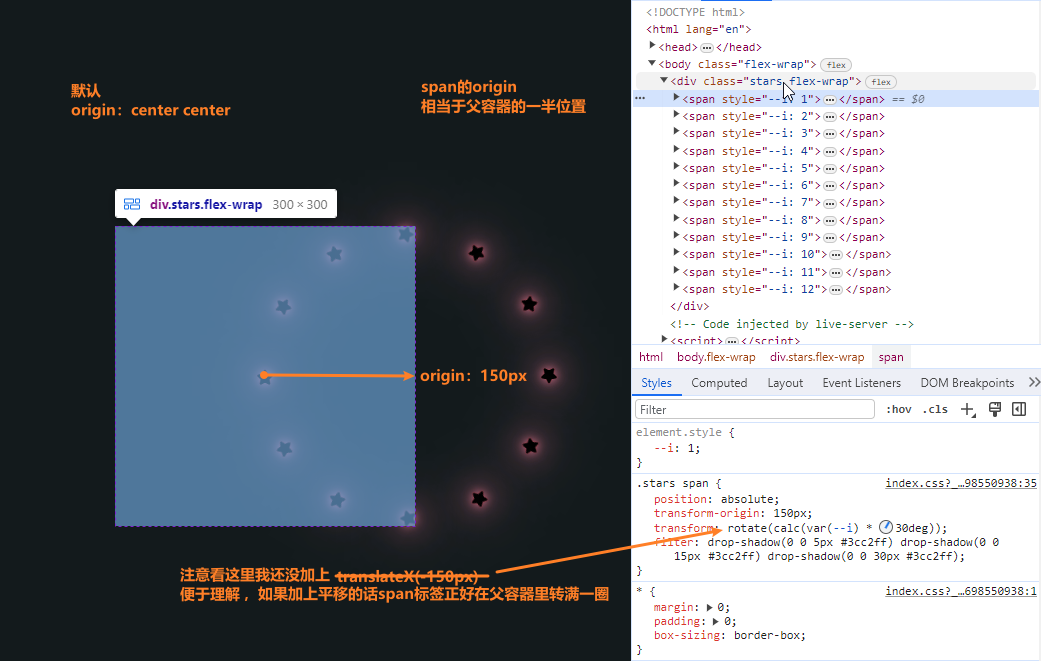 默认
origin：center center
span的origin
相当于父容器的一半位置
div.stars.flex-wrap 300 × 300
origin：150px
注意看这里我还没加上 translateX(-150px)
便于理解，如果加上平移的话span标签正好在父容器里转满一圈
<!DOCTYPE html>
<html lang="en">
<head> ••• </head>
<body class="flex-wrap"> flex
<div class="stars flex-wrap"> flex
••• <span style="--i: 1"> ••• </span> == $0
<span style="--i: 2"> ••• </span>
<span style="--i: 3"> ••• </span>
<span style="--i: 4"> ••• </span>
<span style="--i: 5"> ••• </span>
<span style="--i: 6"> ••• </span>
<span style="--i: 7"> ••• </span>
<span style="--i: 8"> ••• </span>
<span style="--i: 9"> ••• </span>
<span style="--i: 10"> ••• </span>
<span style="--i: 11"> ••• </span>
<span style="--i: 12"> ••• </span>
</div>
<!-- Code injected by live-server -->
<script> ••• </script>
html body.flex-wrap div.stars.flex-wrap span
Styles Computed Layout Event Listeners DOM Breakpoints
Filter :hov .cls
element.style {
--i: 1;
}
.stars span { index.css?_…98550938:35
position: absolute;
transform-origin: 150px;
transform: rotate(calc(var(--i) * 30deg));
filter: drop-shadow(0 0 5px #3cc2ff) drop-shadow(0 0
15px #3cc2ff) drop-shadow(0 0 30px #3cc2ff);
}
* { index.css?_…698550938:1
margin: 0;
padding: 0;
box-sizing: border-box;
}